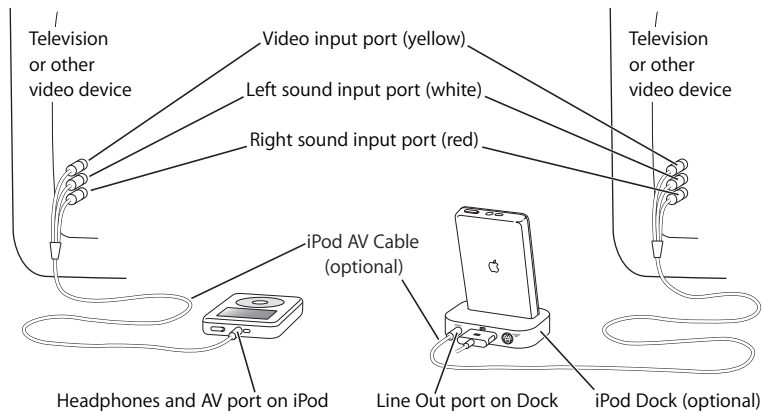 Television
or other
video device
Video input port (yellow)
Left sound input port (white)
Right sound input port (red)
Television
or other
video device
iPod AV Cable
(optional)
Headphones and AV port on iPod
Line Out port on Dock
iPod Dock (optional)